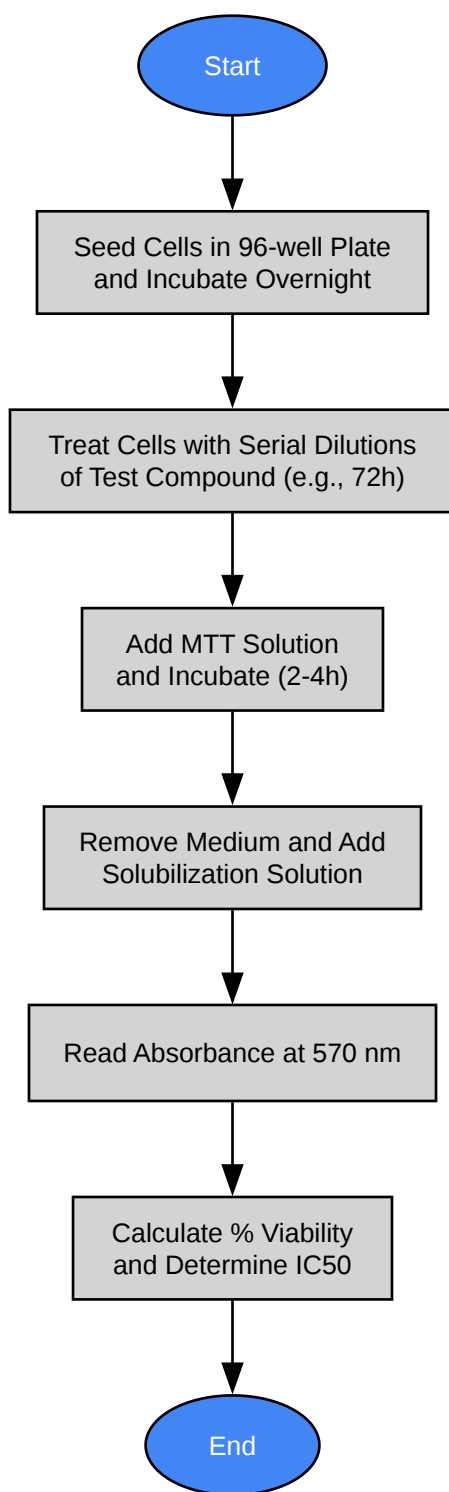 Start
Seed Cells in 96-well Plate
and Incubate Overnight
Treat Cells with Serial Dilutions
of Test Compound (e.g., 72h)
Add MTT Solution
and Incubate (2-4h)
Remove Medium and Add
Solubilization Solution
Read Absorbance at 570 nm
Calculate % Viability
and Determine IC50
End